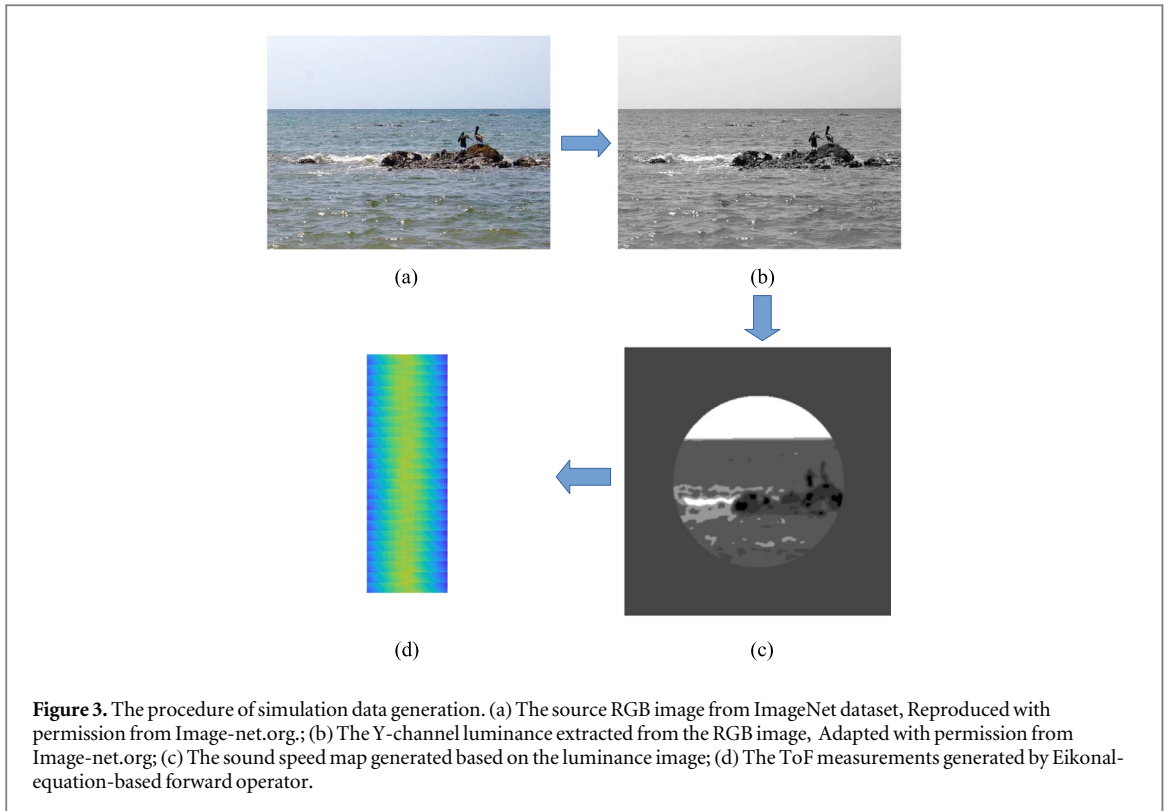 (a)
(b)
(d)
(c)
Figure 3. The procedure of simulation data generation. (a) The source RGB image from ImageNet dataset, Reproduced with
permission from Image-net.org.; (b) The Y-channel luminance extracted from the RGB image, Adapted with permission from
Image-net.org; (c) The sound speed map generated based on the luminance image; (d) The ToF measurements generated by Eikonal-
equation-based forward operator.